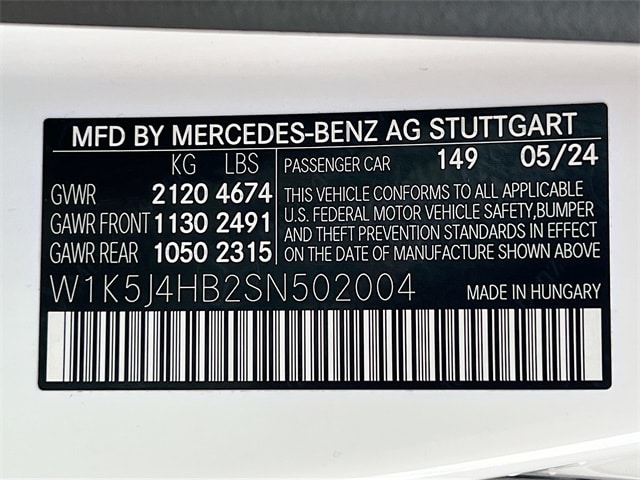 MFD BY MERCEDES-BENZ AG STUTTGART
KG LBS
PASSENGER CAR 149 05/24
GVWR 2120 4674
GAWR FRONT 1130 2491
GAWR REAR 1050 2315
THIS VEHICLE CONFORMS TO ALL APPLICABLE
U.S. FEDERAL MOTOR VEHICLE SAFETY,BUMPER
AND THEFT PREVENTION STANDARDS IN EFFECT
ON THE DATE OF MANUFACTURE SHOWN ABOVE
W1K5J4HB2SN502004
MADE IN HUNGARY